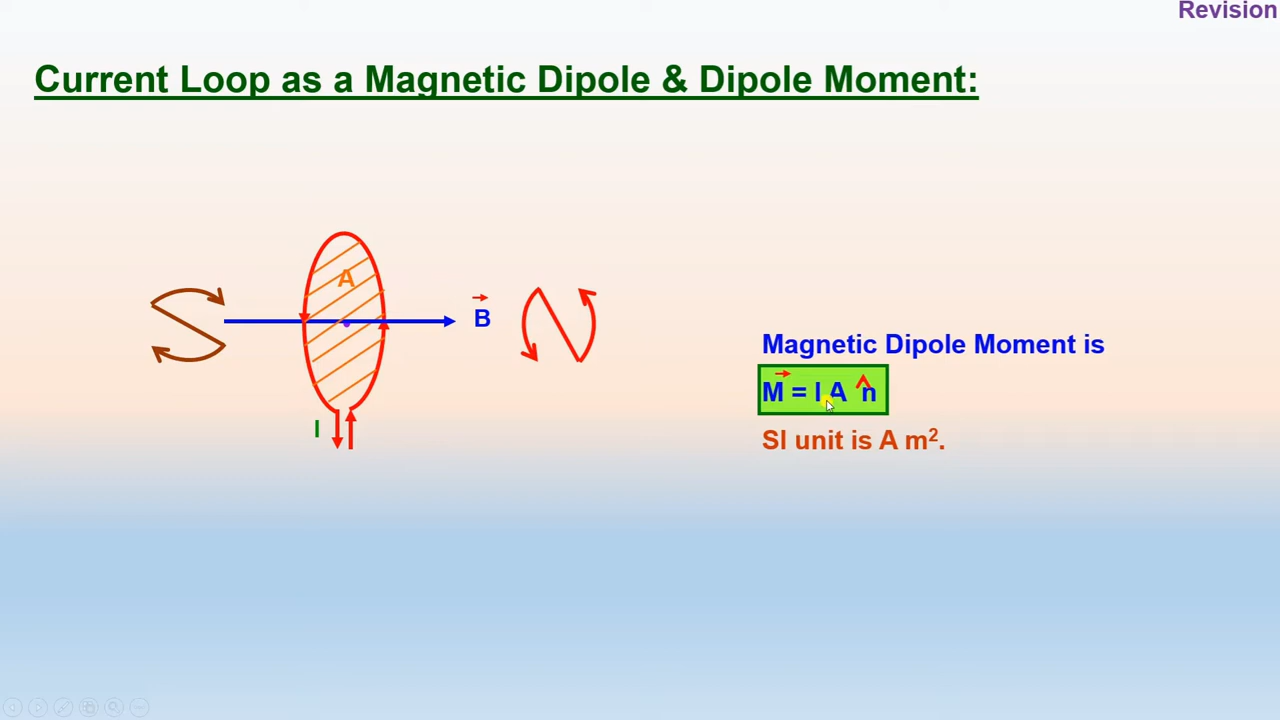 Revision
Current Loop as a Magnetic Dipole & Dipole Moment:
A
B
S
N
I
Magnetic Dipole Moment is
M⃗ = I A n̂
SI unit is A m².